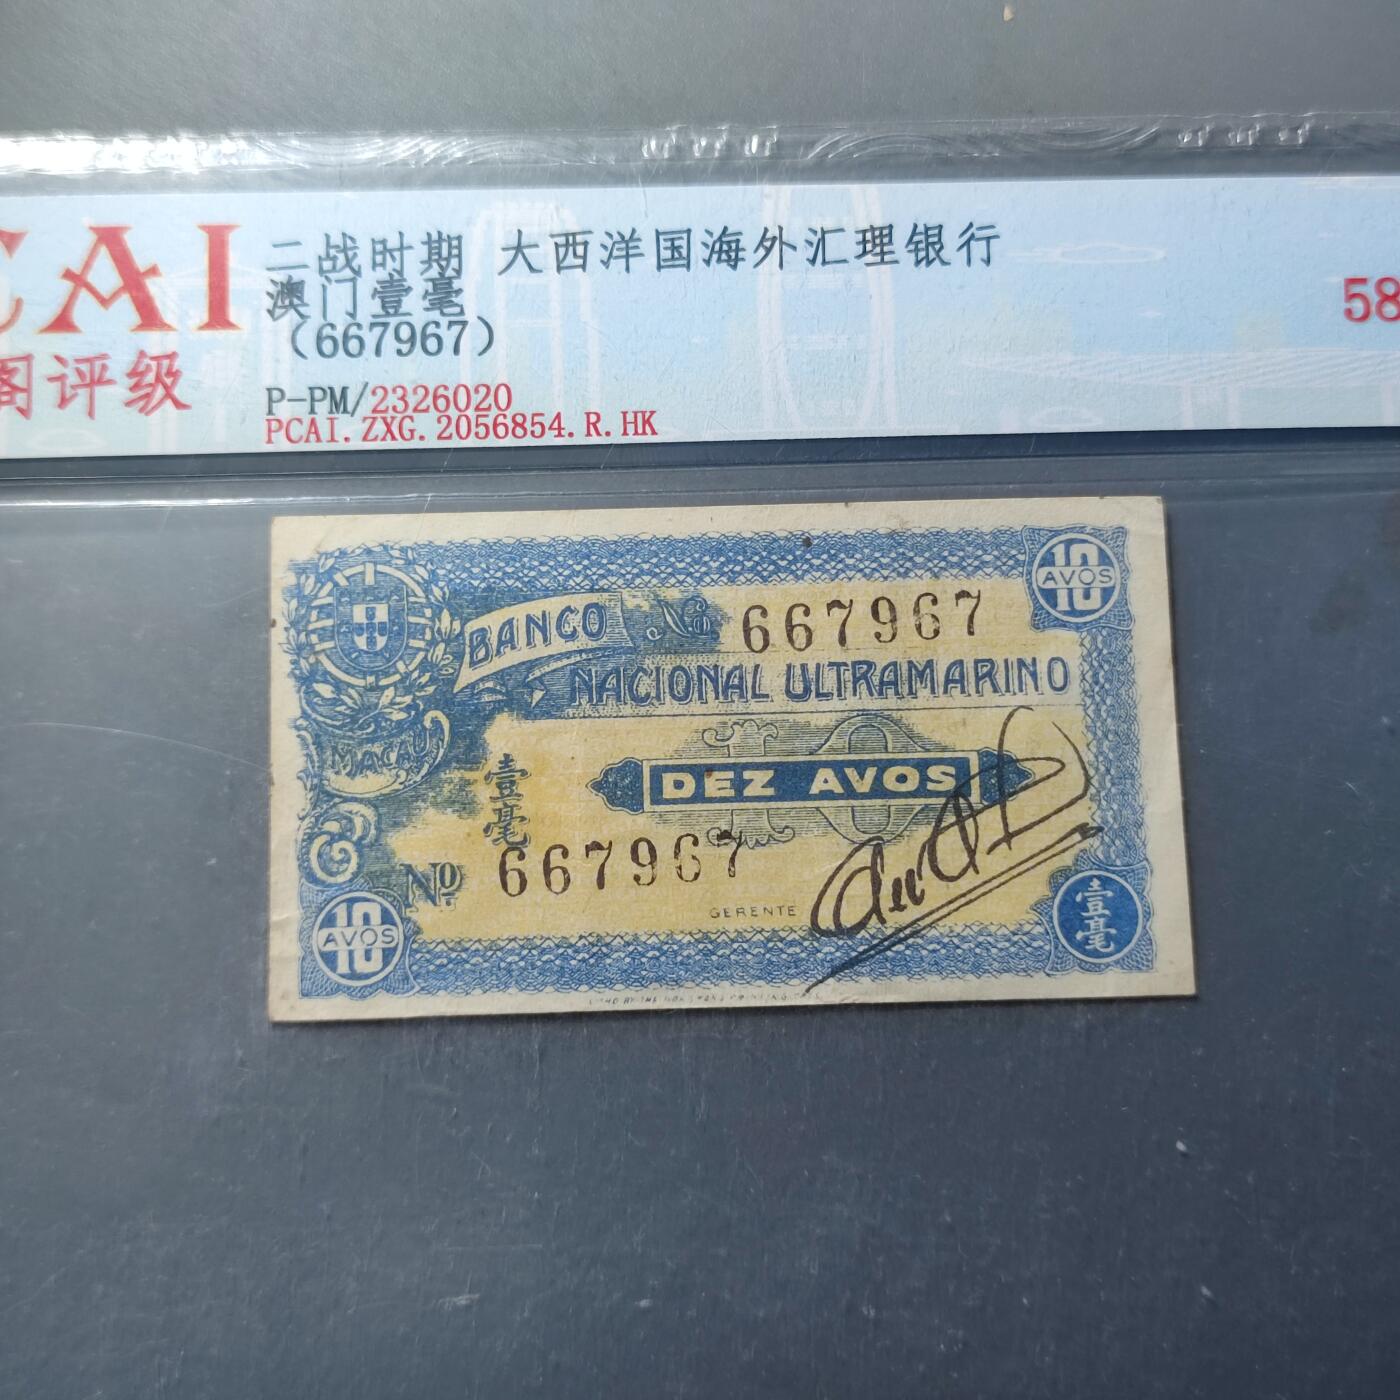 CAI
阁评级
二战时期 大西洋国海外汇理银行
澳门壹毫
(667967)
P-PM/2326020
PCAI.ZXG.2056854.R.HK
58
10
AVOS
BANCO
Nº 667967
NACIONAL ULTRAMARINO
MACAU
壹毫
10
DEZ AVOS
Nº 667967
GERENTE
10
AVOS
壹毫